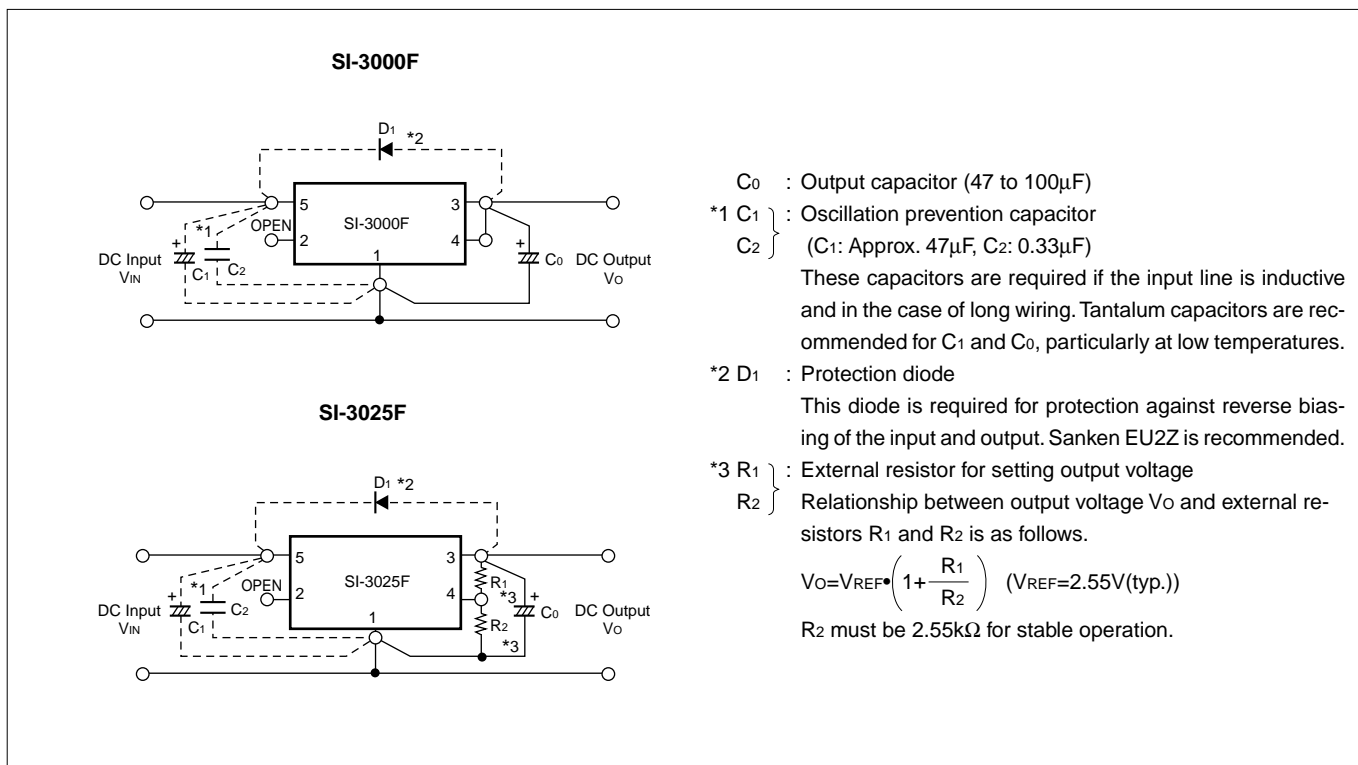 SI-3000F
D1 *2
5
3
OPEN
*1
SI-3000F
2
4
+
+
1
DC Input
VIN
C1
C2
C0
DC Output
VO
SI-3025F
D1 *2
5
3
OPEN
*1
SI-3025F
R1
2
4
*3
+
+
DC Input
VIN
C1
C2
1
R2
C0
DC Output
VO
*3
C0 : Output capacitor (47 to 100μF)
*1 C1 : Oscillation prevention capacitor
C2 (C1: Approx. 47μF, C2: 0.33μF)
These capacitors are required if the input line is inductive
and in the case of long wiring. Tantalum capacitors are rec-
ommended for C1 and C0, particularly at low temperatures.
*2 D1 : Protection diode
This diode is required for protection against reverse bias-
ing of the input and output. Sanken EU2Z is recommended.
*3 R1 : External resistor for setting output voltage
R2 Relationship between output voltage VO and external re-
sistors R1 and R2 is as follows.
VO=VREF•(1+R1/R2) (VREF=2.55V(typ.))
R2 must be 2.55kΩ for stable operation.